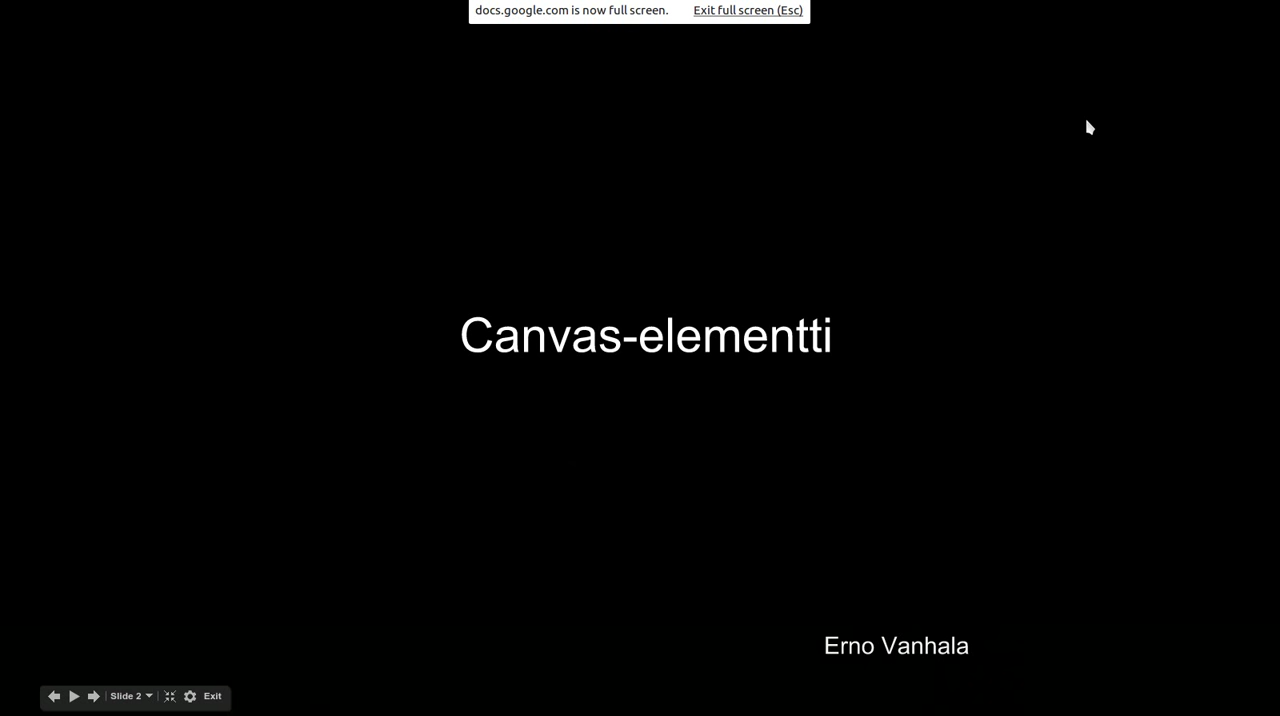 docs.google.com is now full screen. Exit full screen (Esc)
Canvas-elementti
Erno Vanhala
Slide 2 Exit